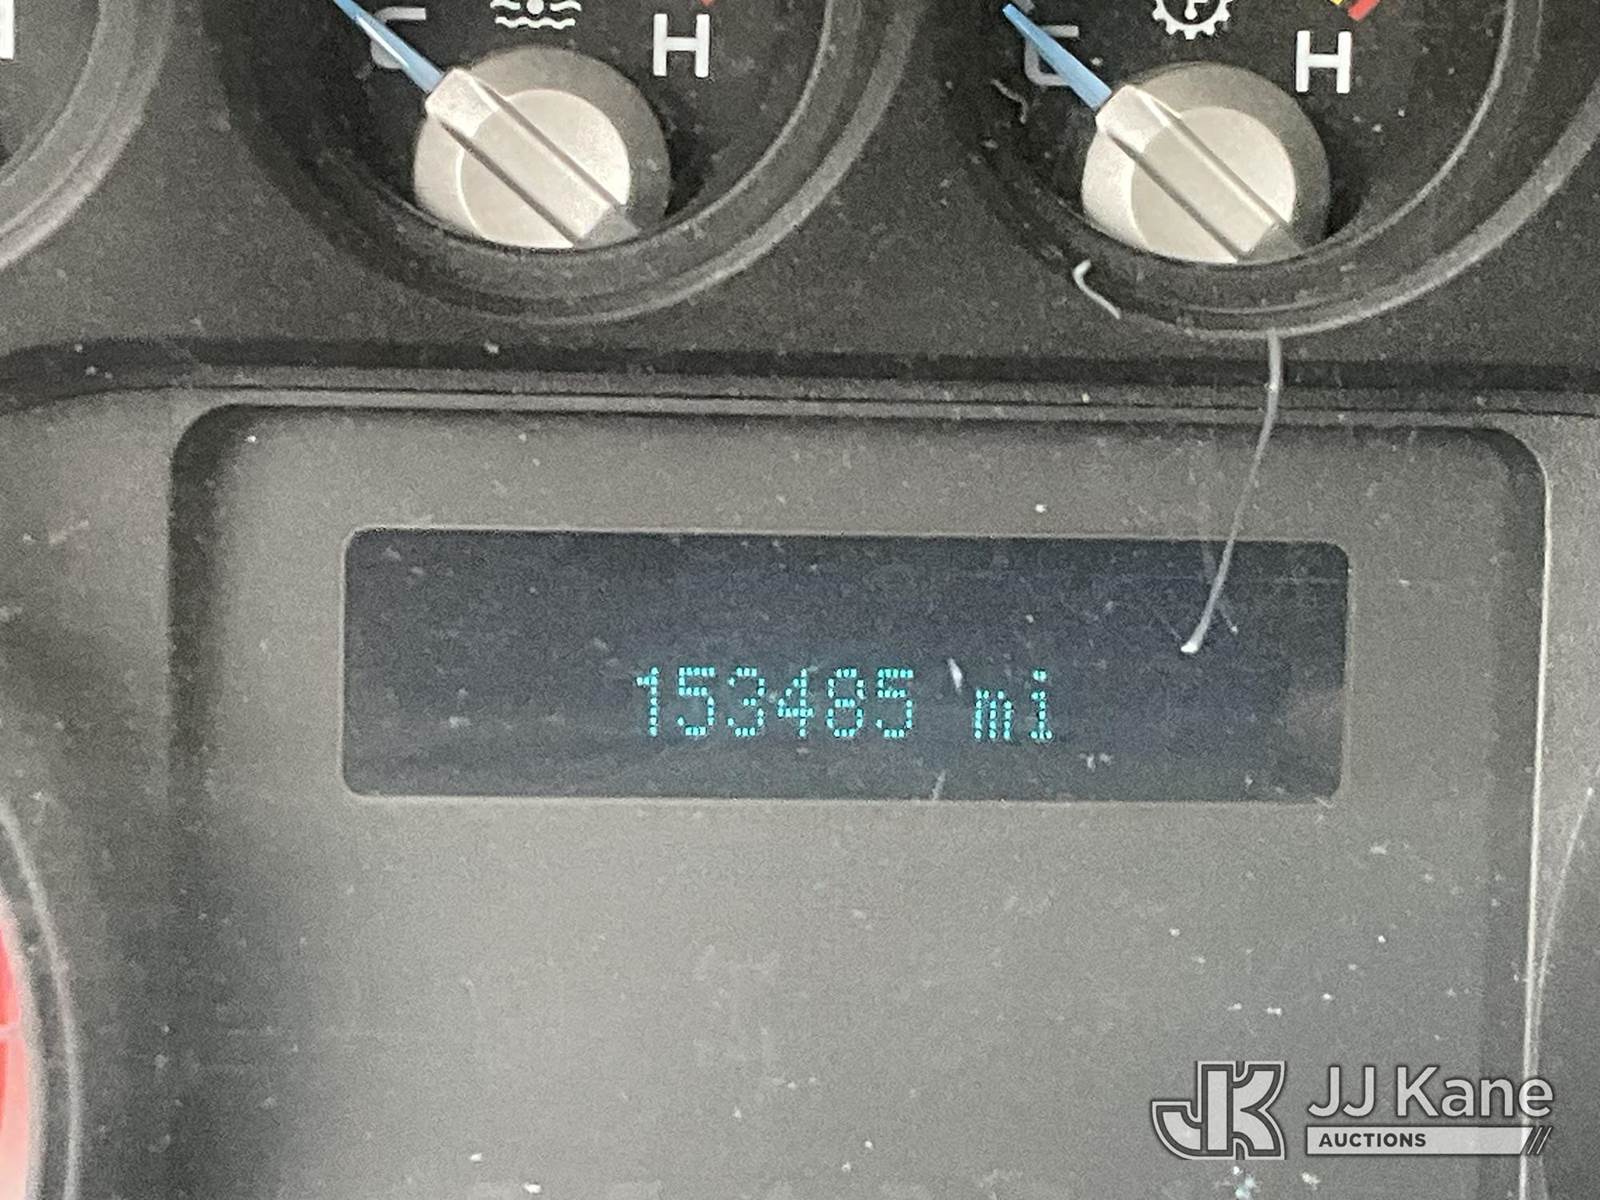 H
H
153485 mi
JJ Kane
AUCTIONS